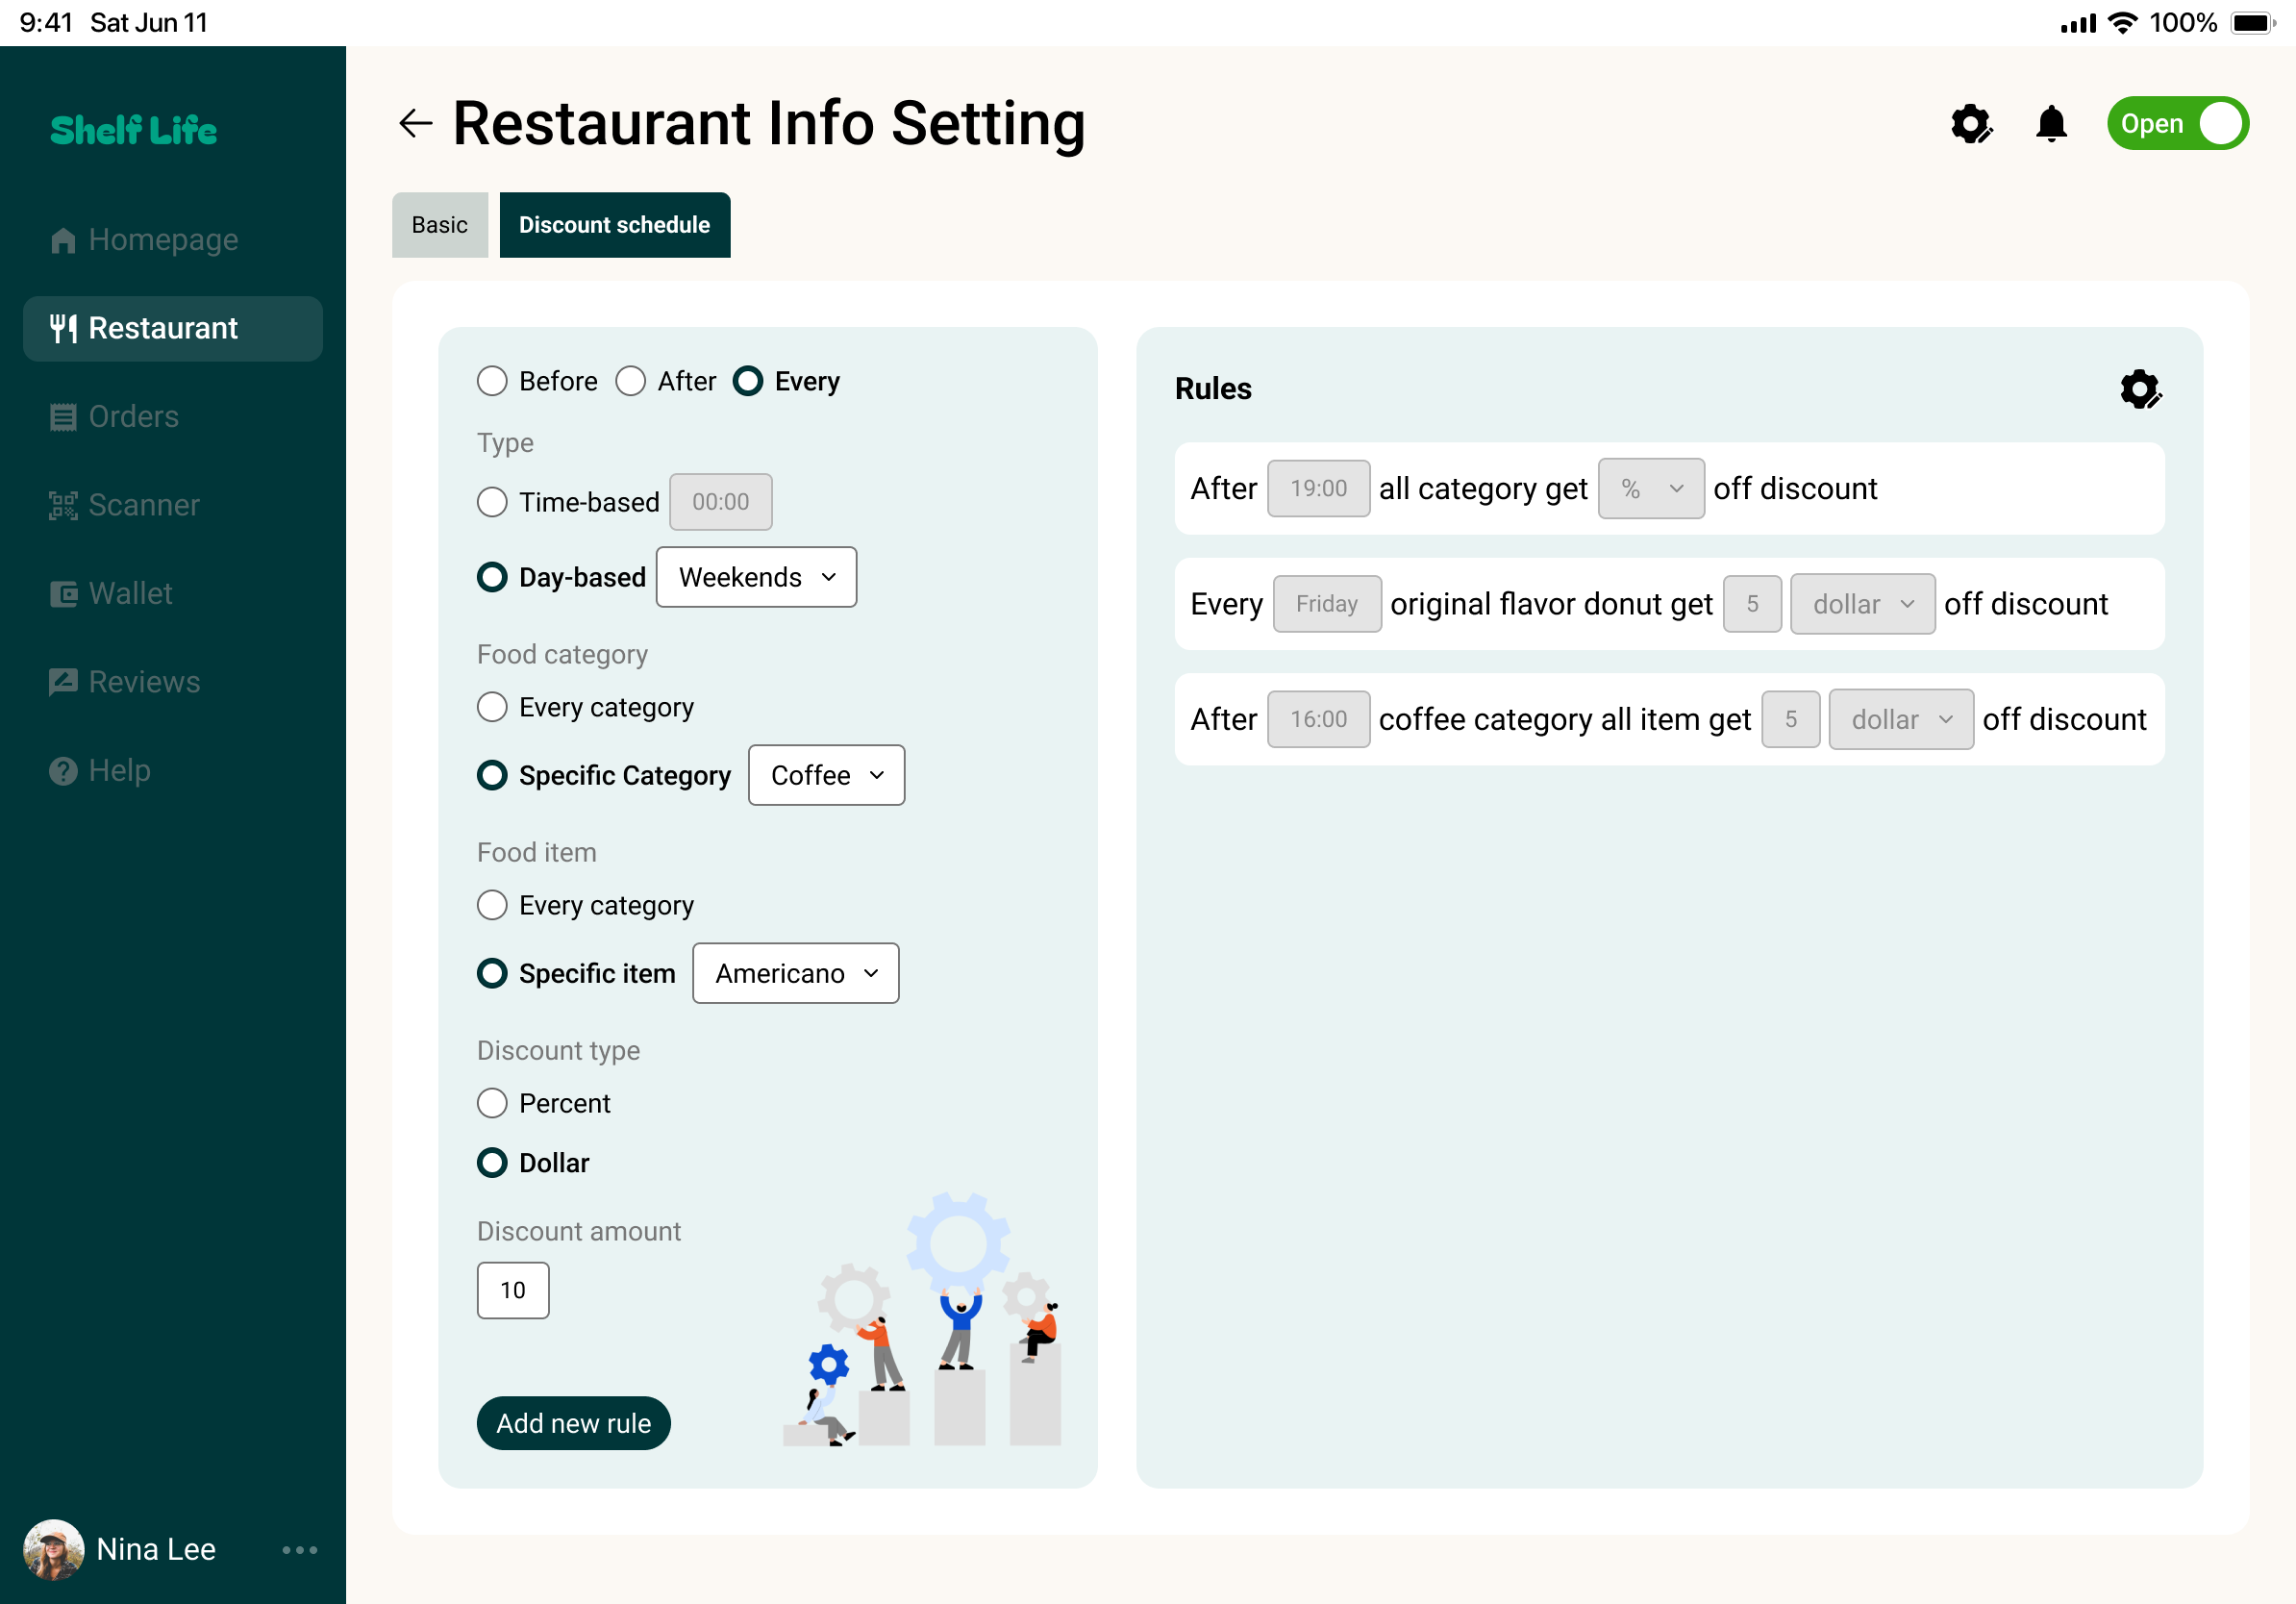 9:41 Sat Jun 11
100%
Shelf Life
Homepage
Restaurant
Orders
Scanner
Wallet
Reviews
Help
Nina Lee
Restaurant Info Setting
Open
Basic
Discount schedule
Before After Every
Type
Time-based 00:00
Day-based Weekends
Food category
Every category
Specific Category Coffee
Food item
Every category
Specific item Americano
Discount type
Percent
Dollar
Discount amount
10
Add new rule
Rules
After 19:00 all category get % off discount
Every Friday original flavor donut get 5 dollar off discount
After 16:00 coffee category all item get 5 dollar off discount